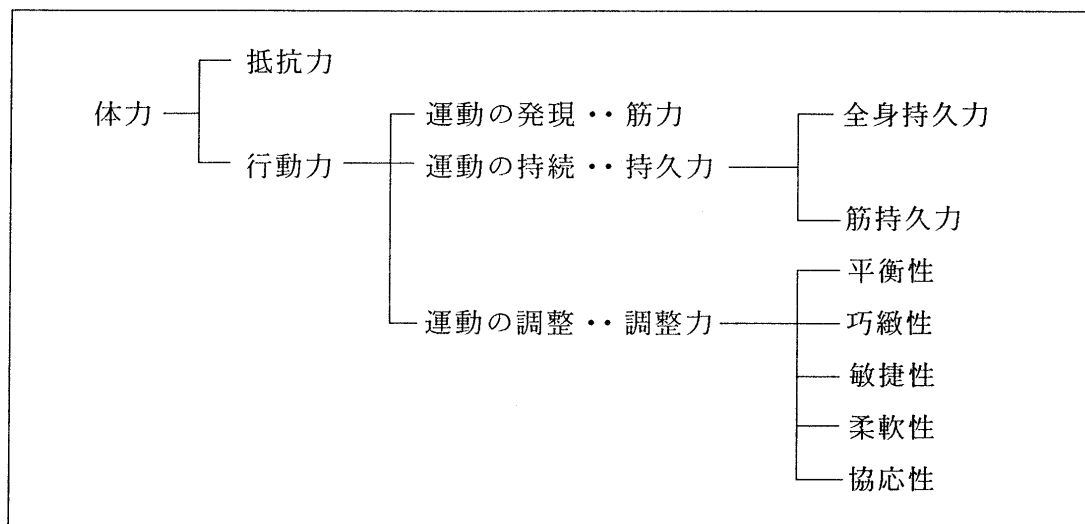 抵抗力
体力
運動の発現・・筋力
全身持久力
行動力
運動の持続・・持久力
筋持久力
平衡性
運動の調整・・調整力
巧緻性
敏捷性
柔軟性
協応性